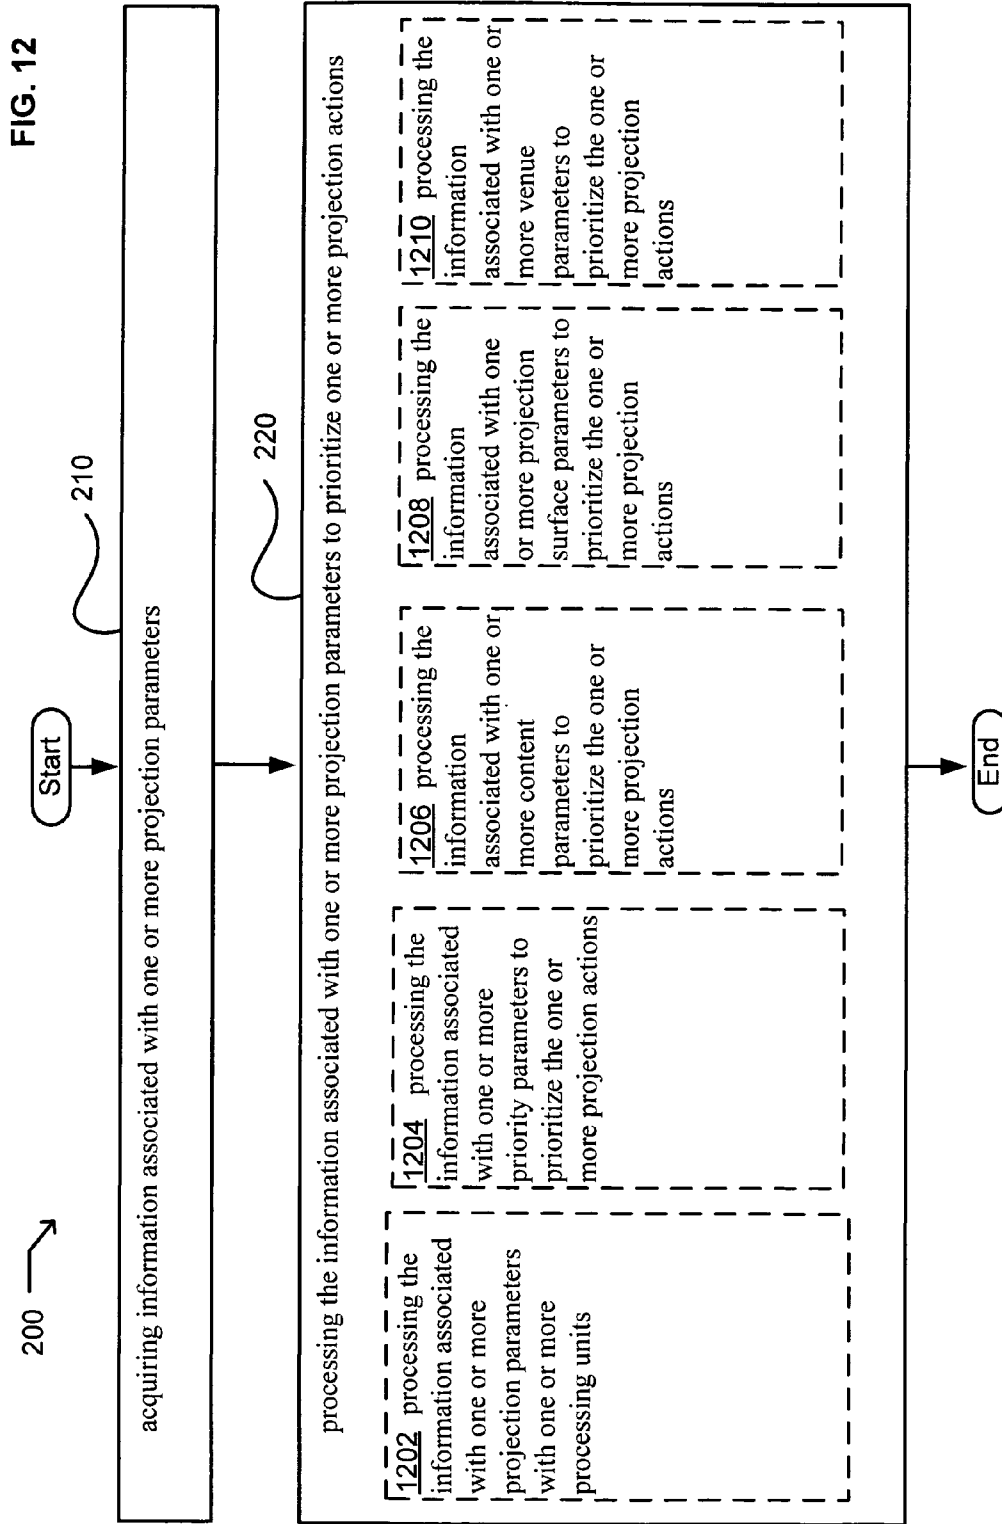 FIG. 12
200
Start
210
acquiring information associated with one or more projection parameters
220
processing the information associated with one or more projection parameters to prioritize one or more projection actions
1202 processing the
information associated
with one or more
projection parameters
with one or more
processing units
1204 processing the
information associated
with one or more
priority parameters to
prioritize the one or
more projection actions
1206 processing the
information
associated with one or
more content
parameters to
prioritize the one or
more projection
actions
1208 processing the
information
associated with one
or more projection
surface parameters to
prioritize the one or
more projection
actions
1210 processing the
information
associated with one or
more venue
parameters to
prioritize the one or
more projection
actions
End